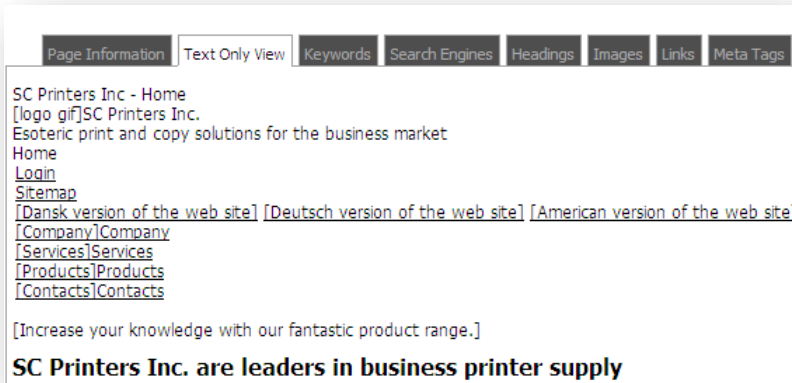 Page Information Text Only View Keywords Search Engines Headings Images Links Meta Tags
SC Printers Inc - Home
[logo gif]SC Printers Inc.
Esoteric print and copy solutions for the business market
Home
Login
Sitemap
[Dansk version of the web site] [Deutsch version of the web site] [American version of the web site]
[Company]Company
[Services]Services
[Products]Products
[Contacts]Contacts
[Increase your knowledge with our fantastic product range.]
SC Printers Inc. are leaders in business printer supply